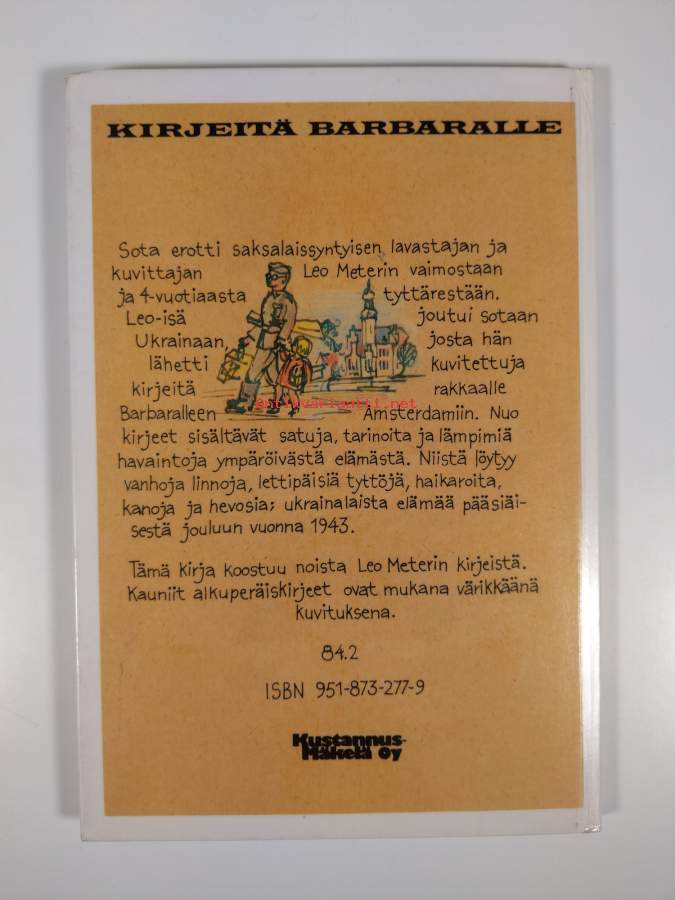 KIRJEITÄ BARBARALLE
Sota erotti saksalaissyntyisen lavastajan ja
kuvittajan Leo Meterin vaimostaan
ja 4-vuotiaasta tyttärestään.
Leo-isä joutui sotaan
Ukrainaan, josta hän
lähetti kuvitettuja
kirjeitä rakkaalle
antikvariaatti.net
Barbaralleen Amsterdamiin. Nuo
kirjeet sisältävät satuja, tarinoita ja lämpimiä
havaintoja ympäröivästä elämästä. Niistä löytyy
vanhoja linnoja, lettipäisiä tyttöjä, haikaroita,
kanoja ja hevosia; ukrainalaista elämää pääsiäi-
sestä jouluun vuonna 1943.
Tämä kirja koostuu noista Leo Meterin kirjeistä.
Kauniit alkuperäiskirjeet ovat mukana värikkäänä
kuvituksena.
84.2
ISBN 951-873-277-9
Kustannus-
Mäkelä Oy